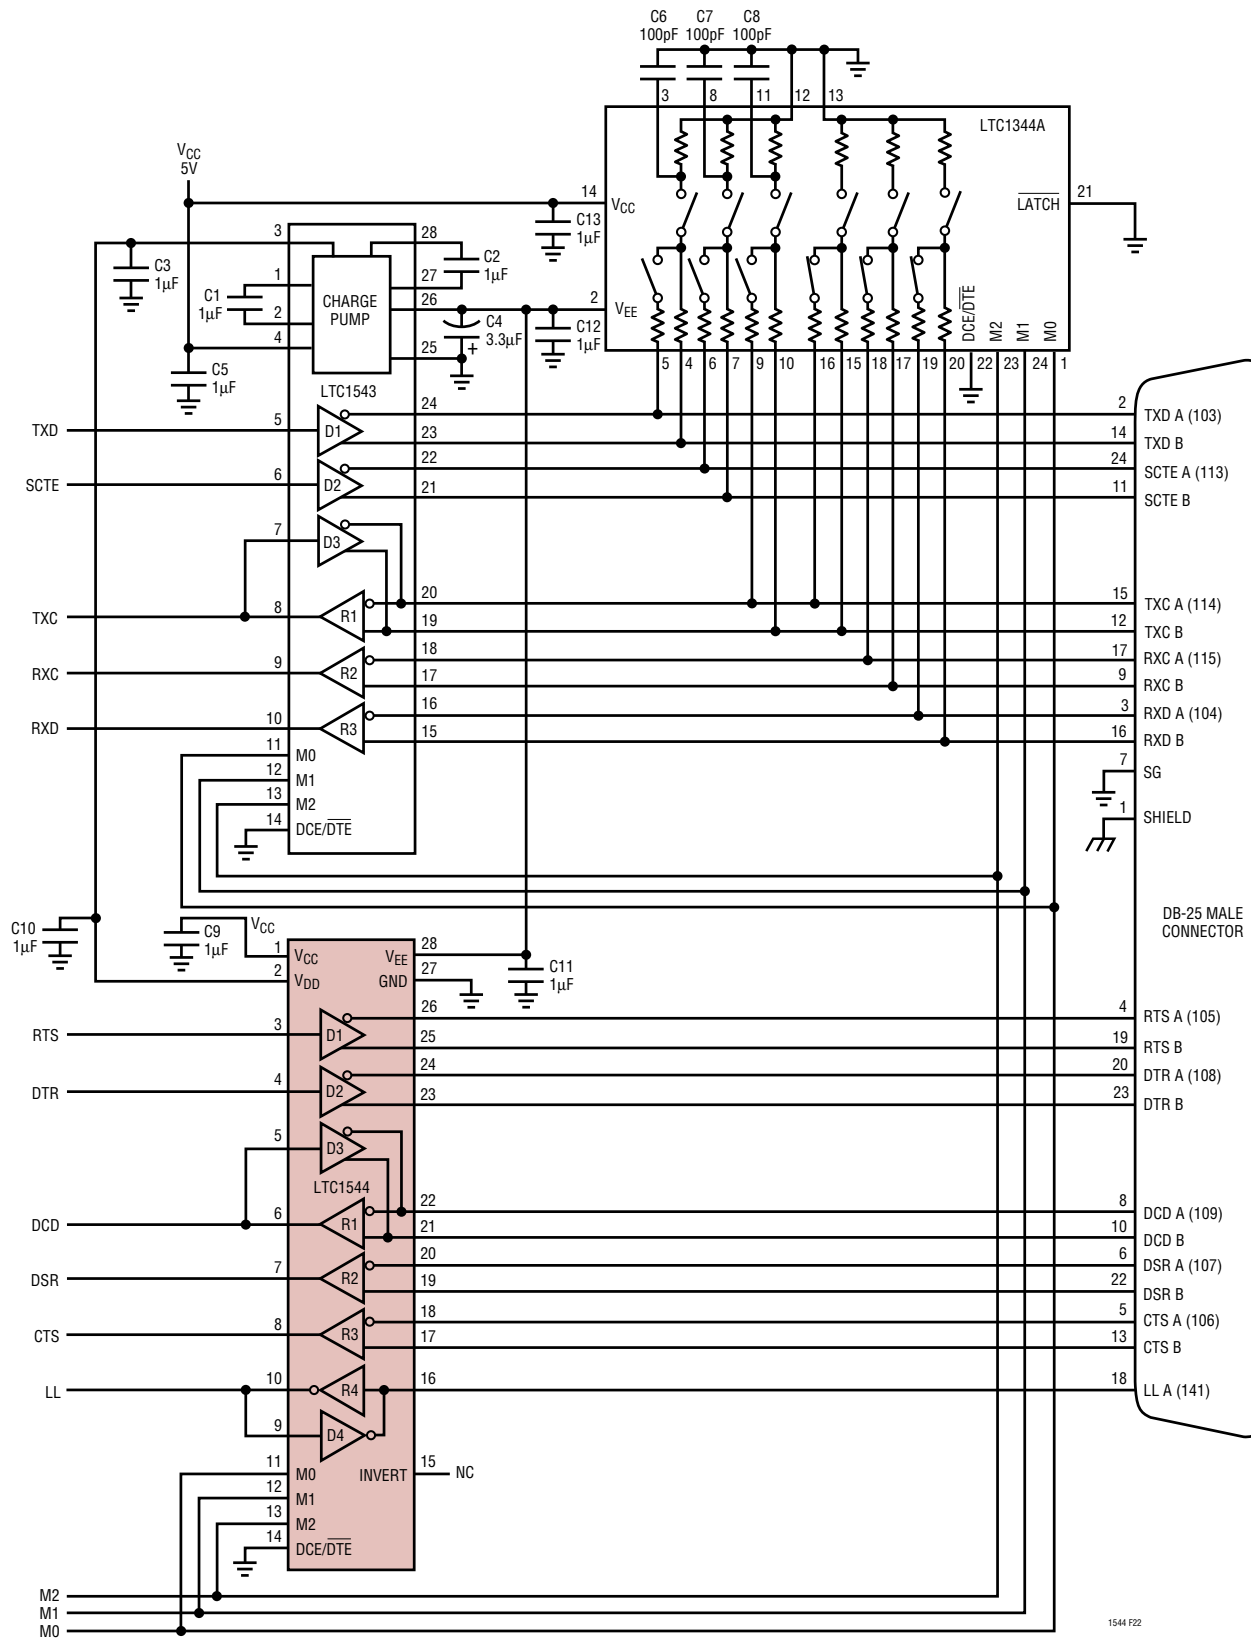 C6 C7 C8
100pF 100pF 100pF
3 8 11 12 13
LTC1344A
VCC
5V
14
VCC
LATCH
21
C13
1µF
3
28
C3
1µF
C2
1µF
1
27
C1
1µF
CHARGE
PUMP
26
2
VEE
2
C4
3.3µF
+
C12
1µF
4
25
C5
1µF
LTC1543
DCE/DTE
M2
M1
M0
5 4 6 7 9 10 16 15 18 17 19 20 22 23 24 1
TXD 5 D1 24 2 TXD A (103)
23 14 TXD B
SCTE 6 D2 22 24 SCTE A (113)
21 11 SCTE B
7 D3
TXC 8 R1 20 15 TXC A (114)
19 12 TXC B
RXC 9 R2 18 17 RXC A (115)
17 9 RXC B
RXD 10 R3 16 3 RXD A (104)
15 16 RXD B
11 M0
12 M1
13 M2
14 DCE/DTE
7 SG
1 SHIELD
DB-25 MALE
CONNECTOR
C10
1µF
C9
1µF
VCC
1 VCC VEE 28
2 VDD GND 27
C11
1µF
RTS 3 D1 26 4 RTS A (105)
25 19 RTS B
DTR 4 D2 24 20 DTR A (108)
23 23 DTR B
5 D3
LTC1544
DCD 6 R1 22 8 DCD A (109)
21 10 DCD B
DSR 7 R2 20 6 DSR A (107)
19 22 DSR B
CTS 8 R3 18 5 CTS A (106)
17 13 CTS B
LL 10 R4 16 18 LL A (141)
9 D4
11 M0 INVERT 15 NC
12 M1
13 M2
14 DCE/DTE
M2
M1
M0
1544 F22